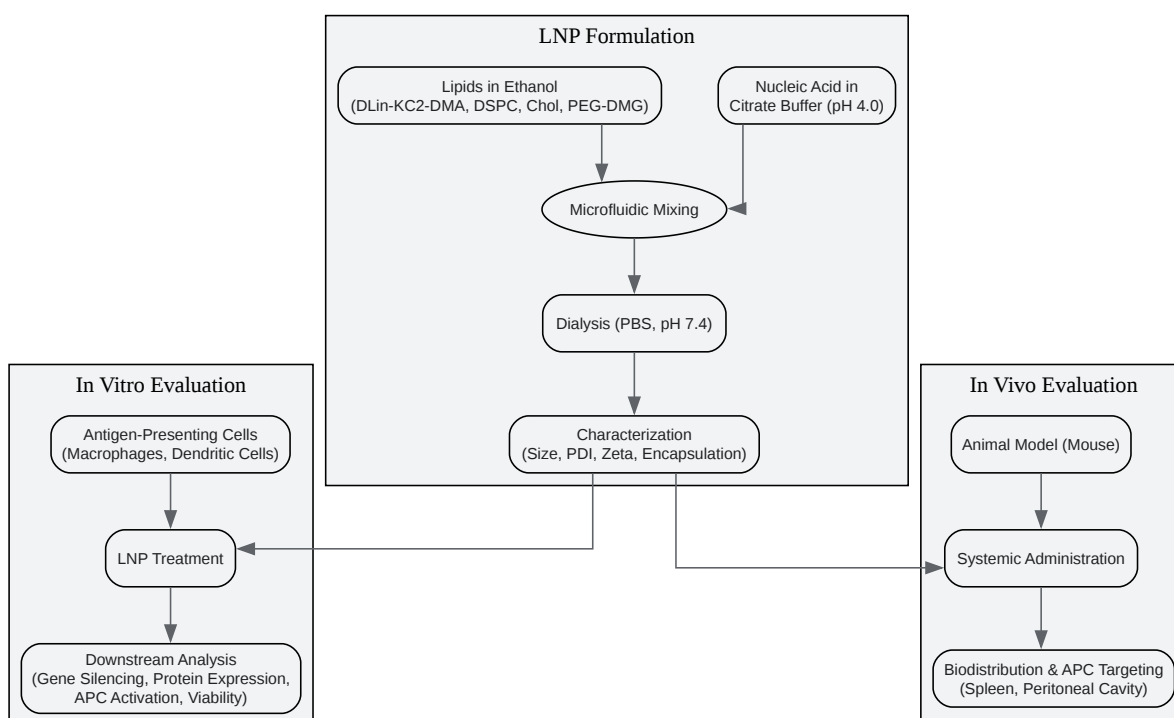 LNP Formulation
Lipids in Ethanol
(DLin-KC2-DMA, DSPC, Chol, PEG-DMG)
Nucleic Acid in
Citrate Buffer (pH 4.0)
Microfluidic Mixing
Dialysis (PBS, pH 7.4)
Characterization
(Size, PDI, Zeta, Encapsulation)
In Vitro Evaluation
Antigen-Presenting Cells
(Macrophages, Dendritic Cells)
LNP Treatment
Downstream Analysis
(Gene Silencing, Protein Expression,
APC Activation, Viability)
In Vivo Evaluation
Animal Model (Mouse)
Systemic Administration
Biodistribution & APC Targeting
(Spleen, Peritoneal Cavity)